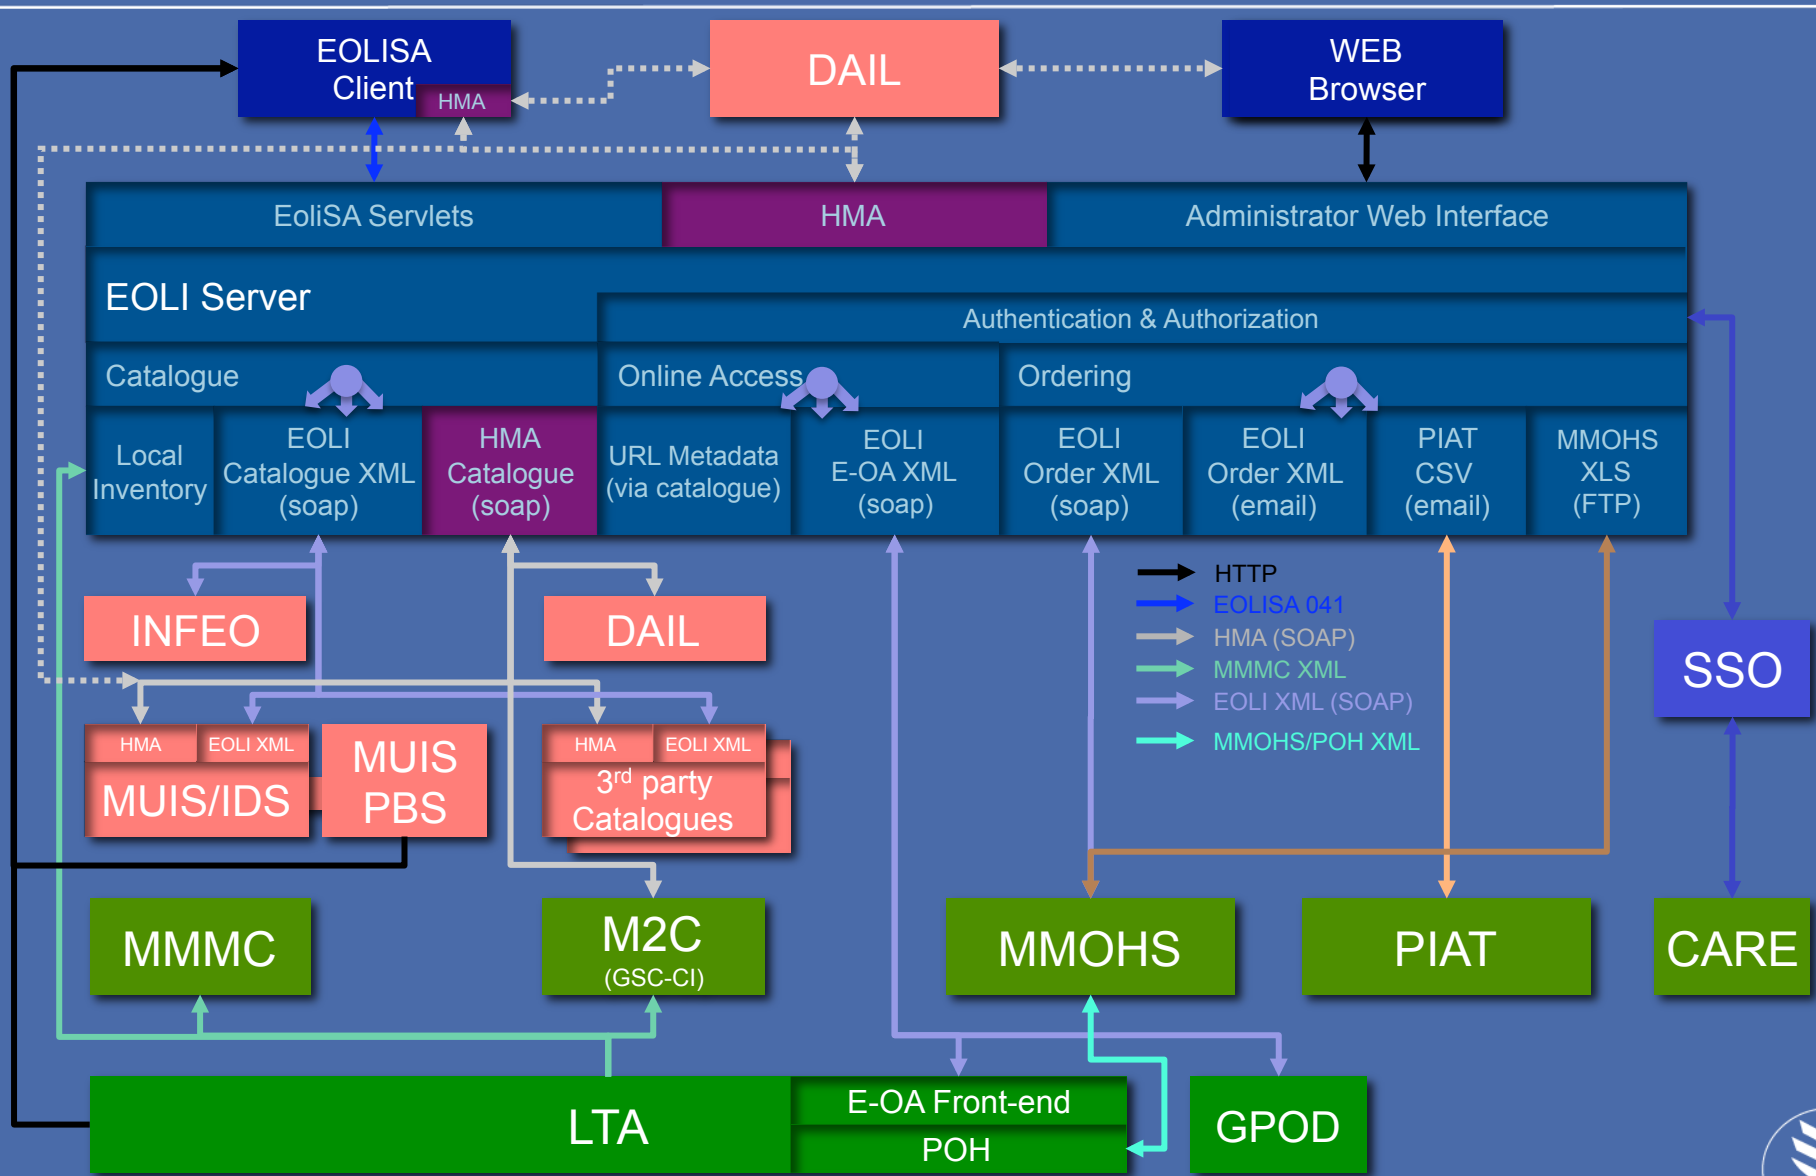 EOLISA
Client
HMA
DAIL
WEB
Browser
EoliSA Servlets
HMA
Administrator Web Interface
EOLI Server
Authentication & Authorization
Catalogue
Online Access
Ordering
Local
Inventory
EOLI
Catalogue XML
(soap)
HMA
Catalogue
(soap)
URL Metadata
(via catalogue)
EOLI
E-OA XML
(soap)
EOLI
Order XML
(soap)
EOLI
Order XML
(email)
PIAT
CSV
(email)
MMOHS
XLS
(FTP)
HTTP
EOLISA 041
HMA (SOAP)
MMMC XML
EOLI XML (SOAP)
MMOHS/POH XML
INFEO
DAIL
SSO
HMA
EOLI XML
MUIS/IDS
MUIS
PBS
HMA
EOLI XML
3rd party
Catalogues
MMMC
M2C
(GSC-CI)
MMOHS
PIAT
CARE
LTA
E-OA Front-end
POH
GPOD